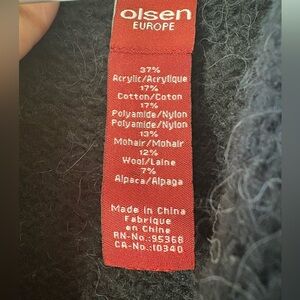 olsen
EUROPE
37%
Acrylic/Acrylique
17%
Cotton/Coton
17%
Polyamide/Nylon
Polyamide/Nylon
13%
Mohair/Mohair
12%
Wool/Laine
7%
Alpaca/Alpaga
Made in China
Fabrique
en Chine
RN-No.:95368
CA-No.:10340